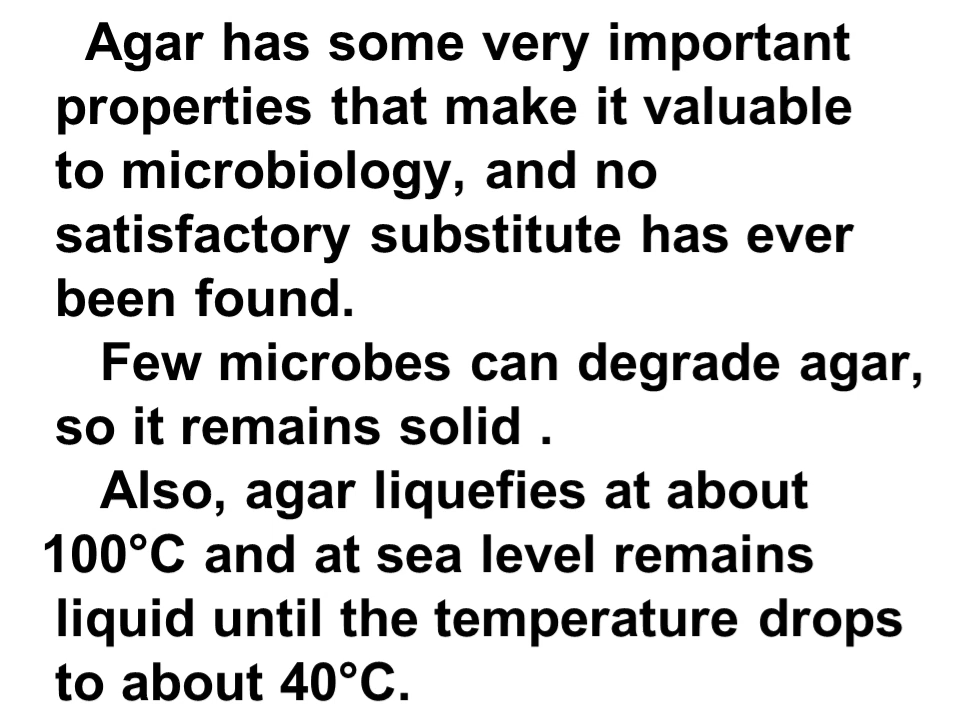 Agar has some very important
properties that make it valuable
to microbiology, and no
satisfactory substitute has ever
been found.
Few microbes can degrade agar,
so it remains solid .
Also, agar liquefies at about
100°C and at sea level remains
liquid until the temperature drops
to about 40°C.